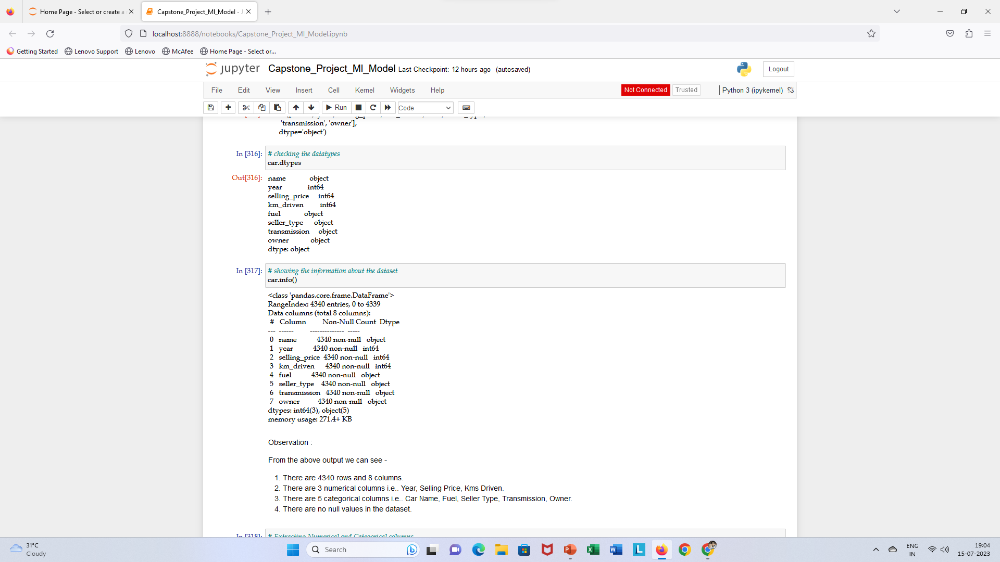 Home Page - Select or create a
Capstone_Project_Ml_Model - J
localhost:8888/notebooks/Capstone_Project_Ml_Model.ipynb
Getting Started
Lenovo Support
Lenovo
McAfee
Home Page - Select or...
jupyter Capstone_Project_Ml_Model Last Checkpoint: 12 hours ago (autosaved)
Logout
File Edit View Insert Cell Kernel Widgets Help
Not Connected
Trusted
Python 3 (ipykernel)
Run
Code
'transmission', 'owner'],
dtype='object')
In [316]: # checking the datatypes
car.dtypes
Out[316]: name object
year int64
selling_price int64
km_driven int64
fuel object
seller_type object
transmission object
owner object
dtype: object
In [317]: # showing the information about the dataset
car.info()
<class 'pandas.core.frame.DataFrame'>
RangeIndex: 4340 entries, 0 to 4339
Data columns (total 8 columns):
# Column Non-Null Count Dtype
--- ------ -------------- -----
0 name 4340 non-null object
1 year 4340 non-null int64
2 selling_price 4340 non-null int64
3 km_driven 4340 non-null int64
4 fuel 4340 non-null object
5 seller_type 4340 non-null object
6 transmission 4340 non-null object
7 owner 4340 non-null object
dtypes: int64(3), object(5)
memory usage: 271.4+ KB
Observation :
From the above output we can see -
1. There are 4340 rows and 8 columns.
2. There are 3 numerical columns i.e.. Year, Selling Price, Kms Driven.
3. There are 5 categorical columns i.e.. Car Name, Fuel, Seller Type, Transmission, Owner.
4. There are no null values in the dataset.
In [318]: # Extracting Numerical and Categorical columns
31°C
Cloudy
Search
ENG
IN
19:04
15-07-2023